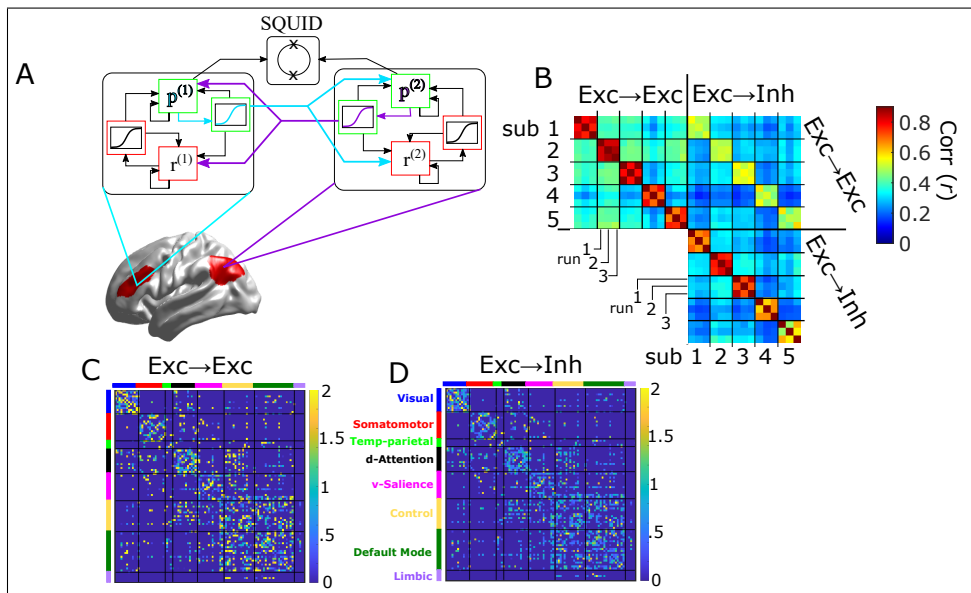 A
SQUID
p(1)
r(1)
p(2)
r(2)
B
Exc→Exc Exc→Inh
sub 1
2
3
4
5
run 1
2
3
run 1
2
3
Exc→Exc
Exc→Inh
sub 1 2 3 4 5
0.8
0.6
0.4
0.2
0
Corr (r)
C Exc→Exc
2
1.5
1
.5
0
Visual
Somatomotor
Temp-parietal
d-Attention
v-Salience
Control
Default Mode
Limbic
D Exc→Inh
2
1.5
1
.5
0